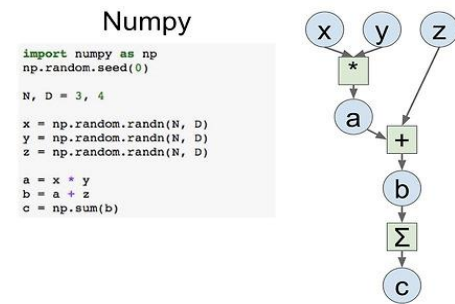 Numpy
import numpy as np
np.random.seed(0)
N, D = 3, 4
x = np.random.randn(N, D)
y = np.random.randn(N, D)
z = np.random.randn(N, D)
a = x * y
b = a + z
c = np.sum(b)
x y z
*
a
+
b
Σ
c